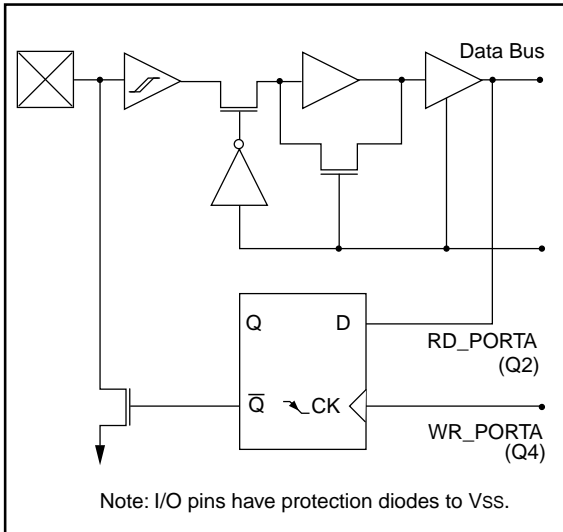 Data Bus
Q D
RD_PORTA
(Q2)
Q̅ CK
WR_PORTA
(Q4)
Note: I/O pins have protection diodes to VSS.